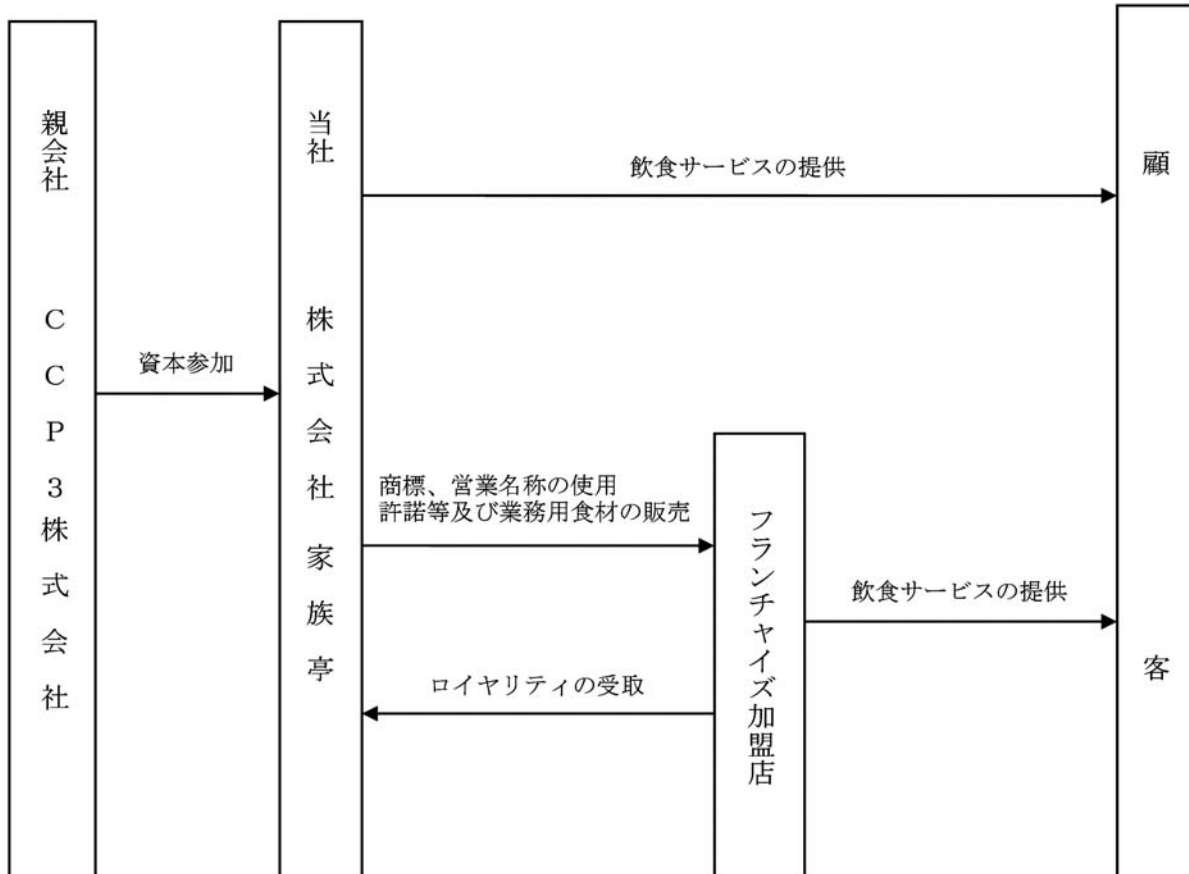 親会社 ＣＣＰ３株式会社
当社 株式会社家族亭
顧客
飲食サービスの提供
資本参加
商標、営業名称の使用
許諾等及び業務用食材の販売
フランチャイズ加盟店
飲食サービスの提供
ロイヤリティの受取